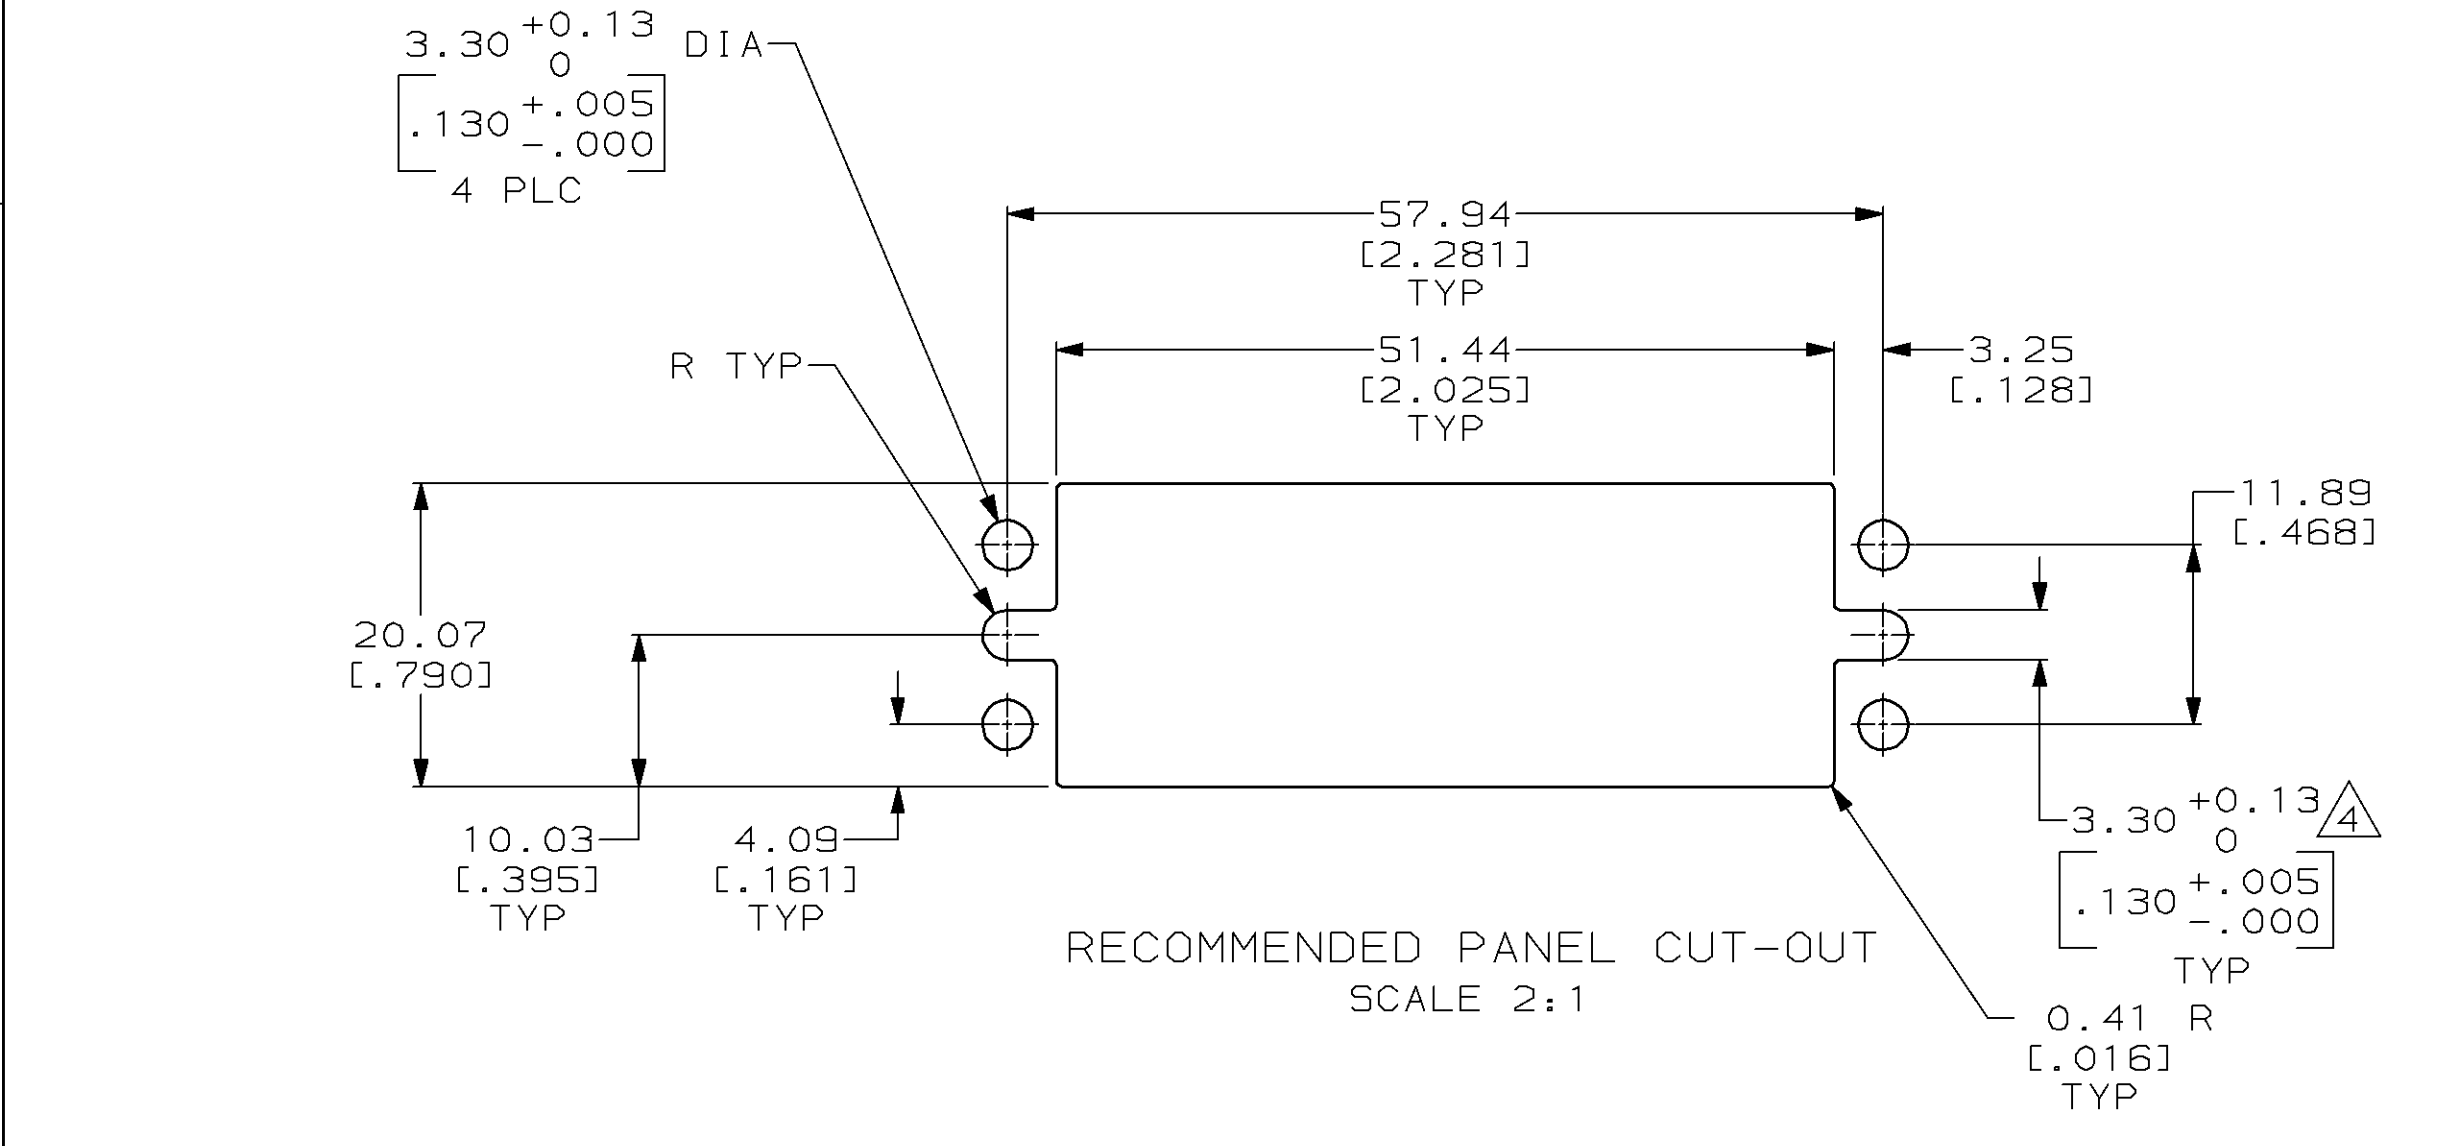 3.30 +0.13 DIA
0
.130 +.005
-.000
4 PLC
57.94
[2.281]
TYP
R TYP
51.44
[2.025]
TYP
3.25
[.128]
11.89
[.468]
20.07
[.790]
10.03
[.395]
TYP
4.09
[.161]
TYP
3.30 +0.13 4
0
.130 +.005
-.000
TYP
RECOMMENDED PANEL CUT-OUT
SCALE 2:1
0.41 R
[.016]
TYP